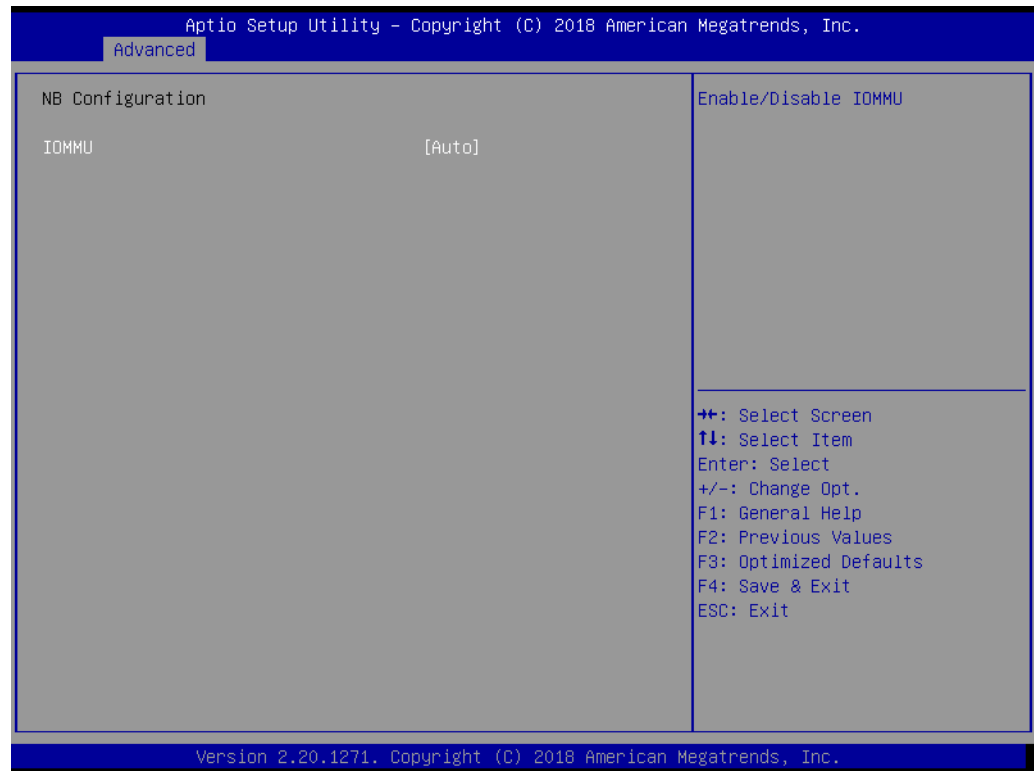 Aptio Setup Utility – Copyright (C) 2018 American Megatrends, Inc.
Advanced
NB Configuration
IOMMU [Auto]
Enable/Disable IOMMU
→←: Select Screen
↑↓: Select Item
Enter: Select
+/-: Change Opt.
F1: General Help
F2: Previous Values
F3: Optimized Defaults
F4: Save & Exit
ESC: Exit
Version 2.20.1271. Copyright (C) 2018 American Megatrends, Inc.